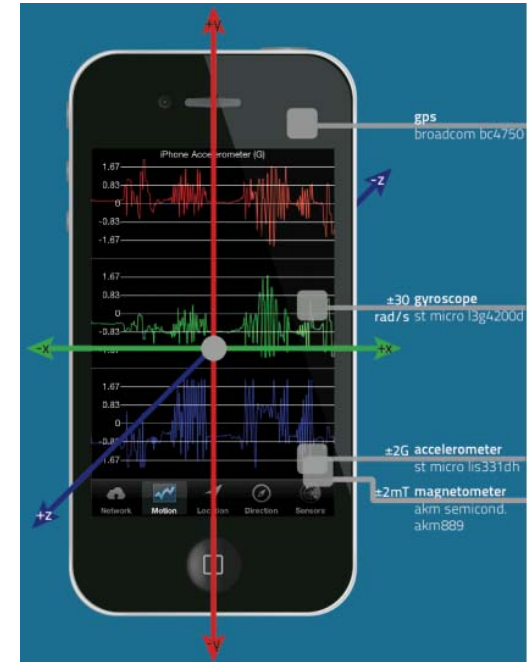 +y
gps
broadcom bc4750
iPhone Accelerometer (G)
1.67
0.83
0
-0.83
-1.67
-z
1.67
0.83
0
-0.83
±30 gyroscope
rad/s st micro l3g4200d
-x
+x
1.67
0.83
0
-0.83
-1.67
±2G accelerometer
st micro lis331dh
±2mT magnetometer
akm semicond.
akm889
+z
Network Motion Location Direction Sensors
-y